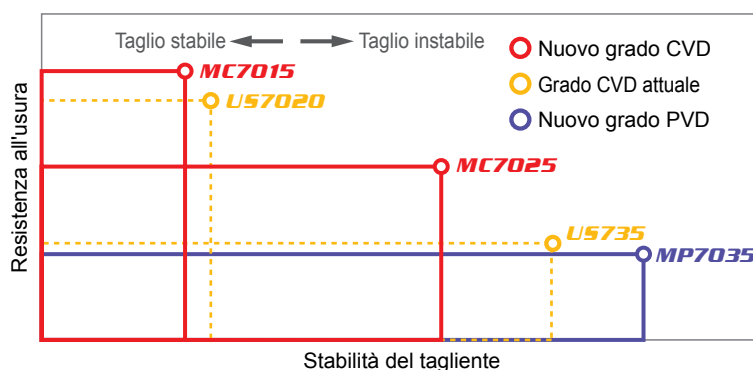 Taglio stabile
Taglio instabile
Nuovo grado CVD
Grado CVD attuale
Nuovo grado PVD
MC7015
US7020
MC7025
US735
MP7035
Resistenza all'usura
Stabilità del tagliente